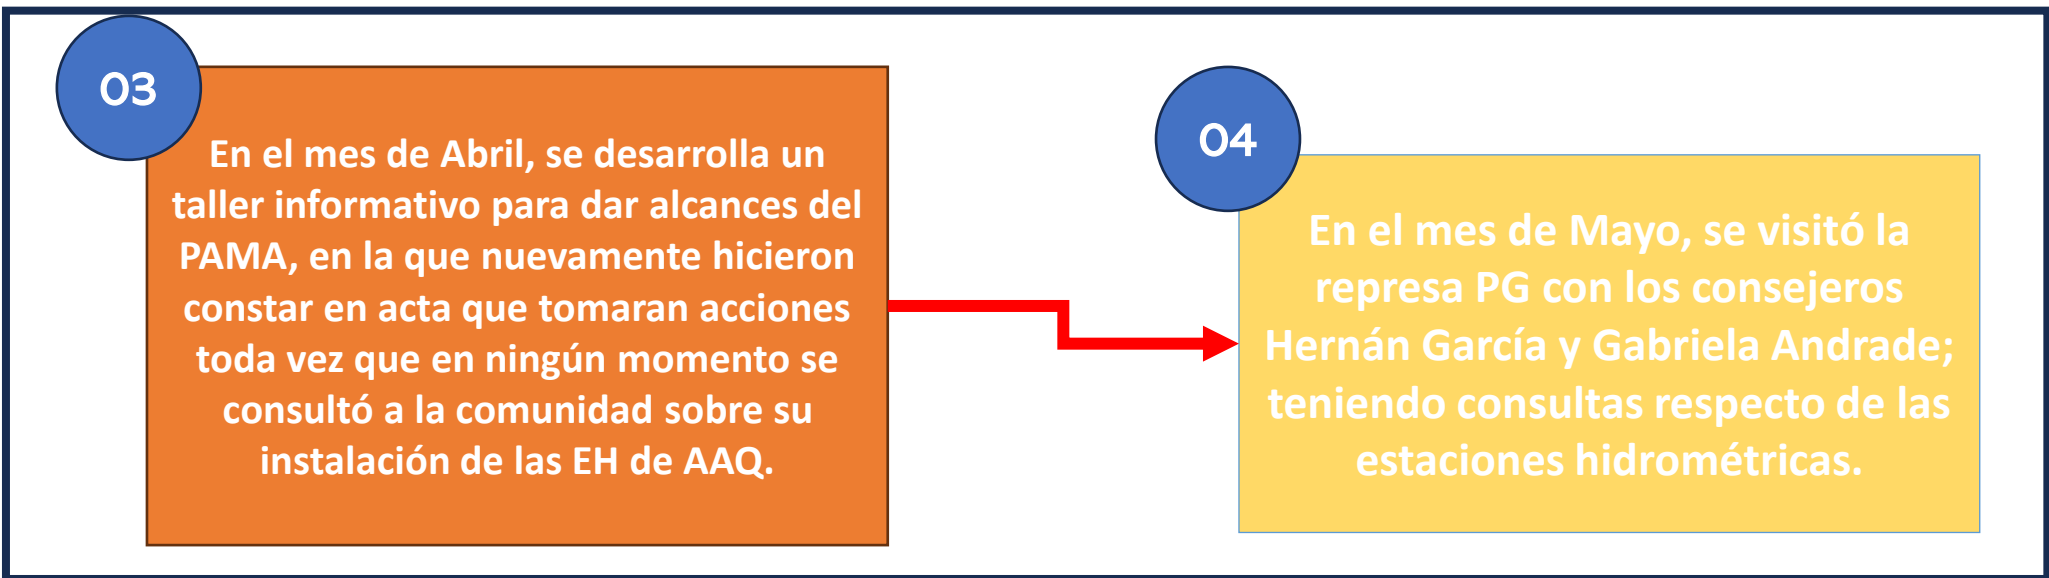 03
En el mes de Abril, se desarrolla un
taller informativo para dar alcances del
PAMA, en la que nuevamente hicieron
constar en acta que tomaran acciones
toda vez que en ningún momento se
consultó a la comunidad sobre su
instalación de las EH de AAQ.
04
En el mes de Mayo, se visitó la
represa PG con los consejeros
Hernán García y Gabriela Andrade;
teniendo consultas respecto de las
estaciones hidrométricas.